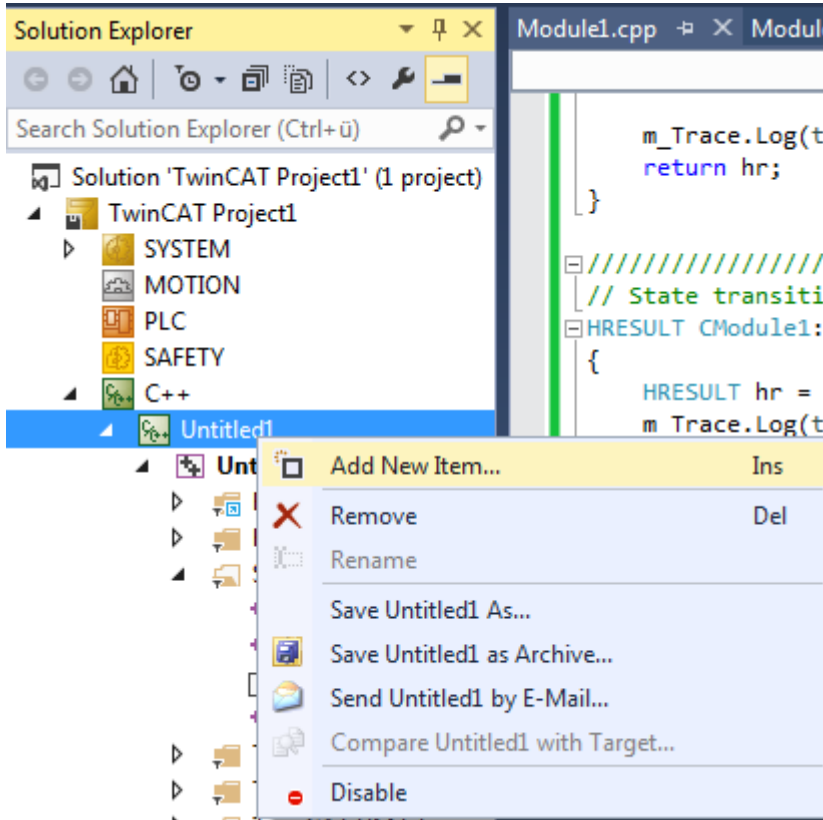 Solution Explorer
Module1.cpp
Search Solution Explorer (Ctrl+ü)
Solution 'TwinCAT Project1' (1 project)
TwinCAT Project1
SYSTEM
MOTION
PLC
SAFETY
C++
Untitled1
m_Trace.Log(t
return hr;
}
// State transiti
HRESULT CModule1:
{
HRESULT hr =
m_Trace.Log(t
Add New Item... Ins
Remove Del
Rename
Save Untitled1 As...
Save Untitled1 as Archive...
Send Untitled1 by E-Mail...
Compare Untitled1 with Target...
Disable